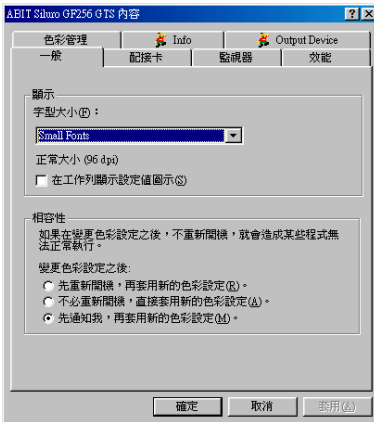 ABIT Siluro GF256 GTS 內容
色彩管理
Info
Output Device
一般
配接卡
監視器
效能
顯示
字型大小(F)：
Small Fonts
正常大小 (96 dpi)
在工作列顯示設定值圖示(S)
相容性
如果在變更色彩設定之後，不重新開機，就會造成某些程式無
法正常執行。
變更色彩設定之後:
先重新開機，再套用新的色彩設定(R)。
不必重新開機，直接套用新的色彩設定(A)。
先通知我，再套用新的色彩設定(M)。
確定
取消
套用(A)